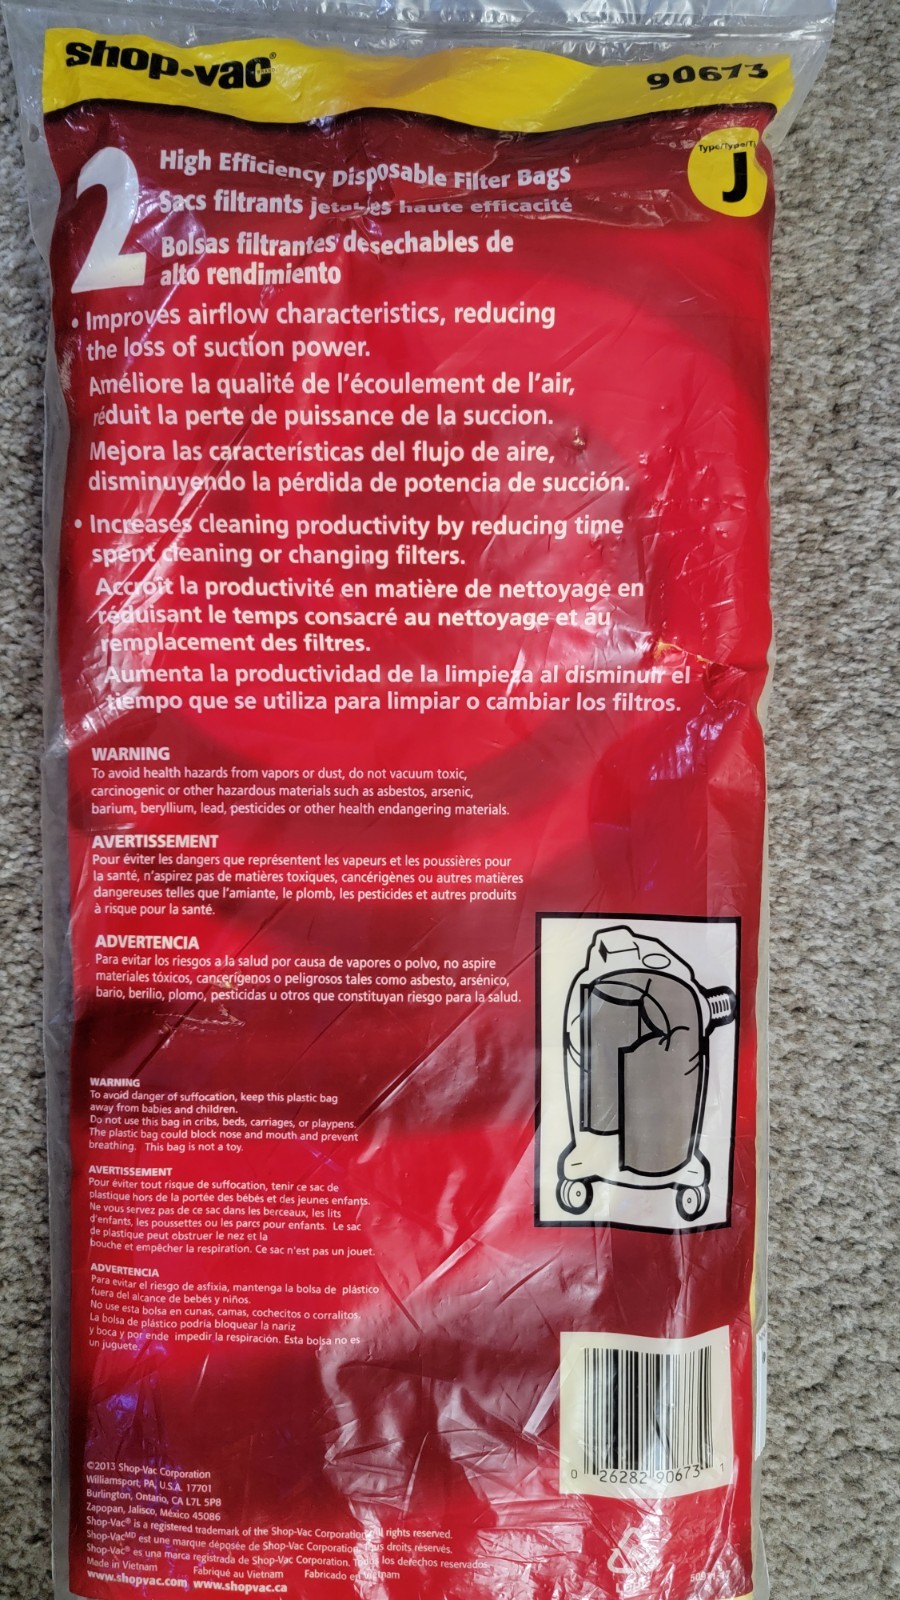 shop·vac®
90673
Type/Type/T
J
2
High Efficiency Disposable Filter Bags
Sacs filtrants jetables haute efficacité
Bolsas filtrantes desechables de
alto rendimiento
• Improves airflow characteristics, reducing
the loss of suction power.
Améliore la qualité de l'écoulement de l'air,
réduit la perte de puissance de la succion.
Mejora las características del flujo de aire,
disminuyendo la pérdida de potencia de succión.
• Increases cleaning productivity by reducing time
spent cleaning or changing filters.
Accroît la productivité en matière de nettoyage en
réduisant le temps consacré au nettoyage et au
remplacement des filtres.
Aumenta la productividad de la limpieza al disminuir el
tiempo que se utiliza para limpiar o cambiar los filtros.
WARNING
To avoid health hazards from vapors or dust, do not vacuum toxic,
carcinogenic or other hazardous materials such as asbestos, arsenic,
barium, beryllium, lead, pesticides or other health endangering materials.
AVERTISSEMENT
Pour éviter les dangers que représentent les vapeurs et les poussières pour
la santé, n'aspirez pas de matières toxiques, cancérigènes ou autres matières
dangereuses telles que l'amiante, le plomb, les pesticides et autres produits
à risque pour la santé.
ADVERTENCIA
Para evitar los riesgos a la salud por causa de vapores o polvo, no aspire
materiales tóxicos, cancerígenos o peligrosos tales como asbesto, arsénico,
bario, berilio, plomo, pesticidas u otros que constituyan riesgo para la salud.
WARNING
To avoid danger of suffocation, keep this plastic bag
away from babies and children.
Do not use this bag in cribs, beds, carriages, or playpens.
The plastic bag could block nose and mouth and prevent
breathing. This bag is not a toy.
AVERTISSEMENT
Pour éviter tout risque de suffocation, tenir ce sac de
plastique hors de la portée des bébés et des jeunes enfants.
Ne vous servez pas de ce sac dans les berceaux, les lits
d'enfants, les poussettes ou les parcs pour enfants. Le sac
de plastique peut obstruer le nez et la
bouche et empêcher la respiration. Ce sac n'est pas un jouet.
ADVERTENCIA
Para evitar el riesgo de asfixia, mantenga la bolsa de plástico
fuera del alcance de bebés y niños.
No use esta bolsa en cunas, camas, cochecitos o corralitos.
La bolsa de plástico podría bloquear la nariz
y boca y por ende impedir la respiración. Esta bolsa no es
un juguete.
0 26282 90673 1
©2013 Shop-Vac Corporation
Williamsport, PA, U.S.A. 17701
Burlington, Ontario, CA L7L 5P8
Zapopan, Jalisco, México 45086
Shop-Vac® is a registered trademark of the Shop-Vac Corporation. All rights reserved.
Shop-Vac MD est une marque déposée de Shop-Vac Corporation. Tous droits réservés.
Shop-Vac® es una marca registrada de Shop-Vac Corporation. Todos los derechos reservados
Made in Vietnam Fabriqué au Vietnam Fabricado en Vietnam
www.shopvac.com www.shopvac.ca